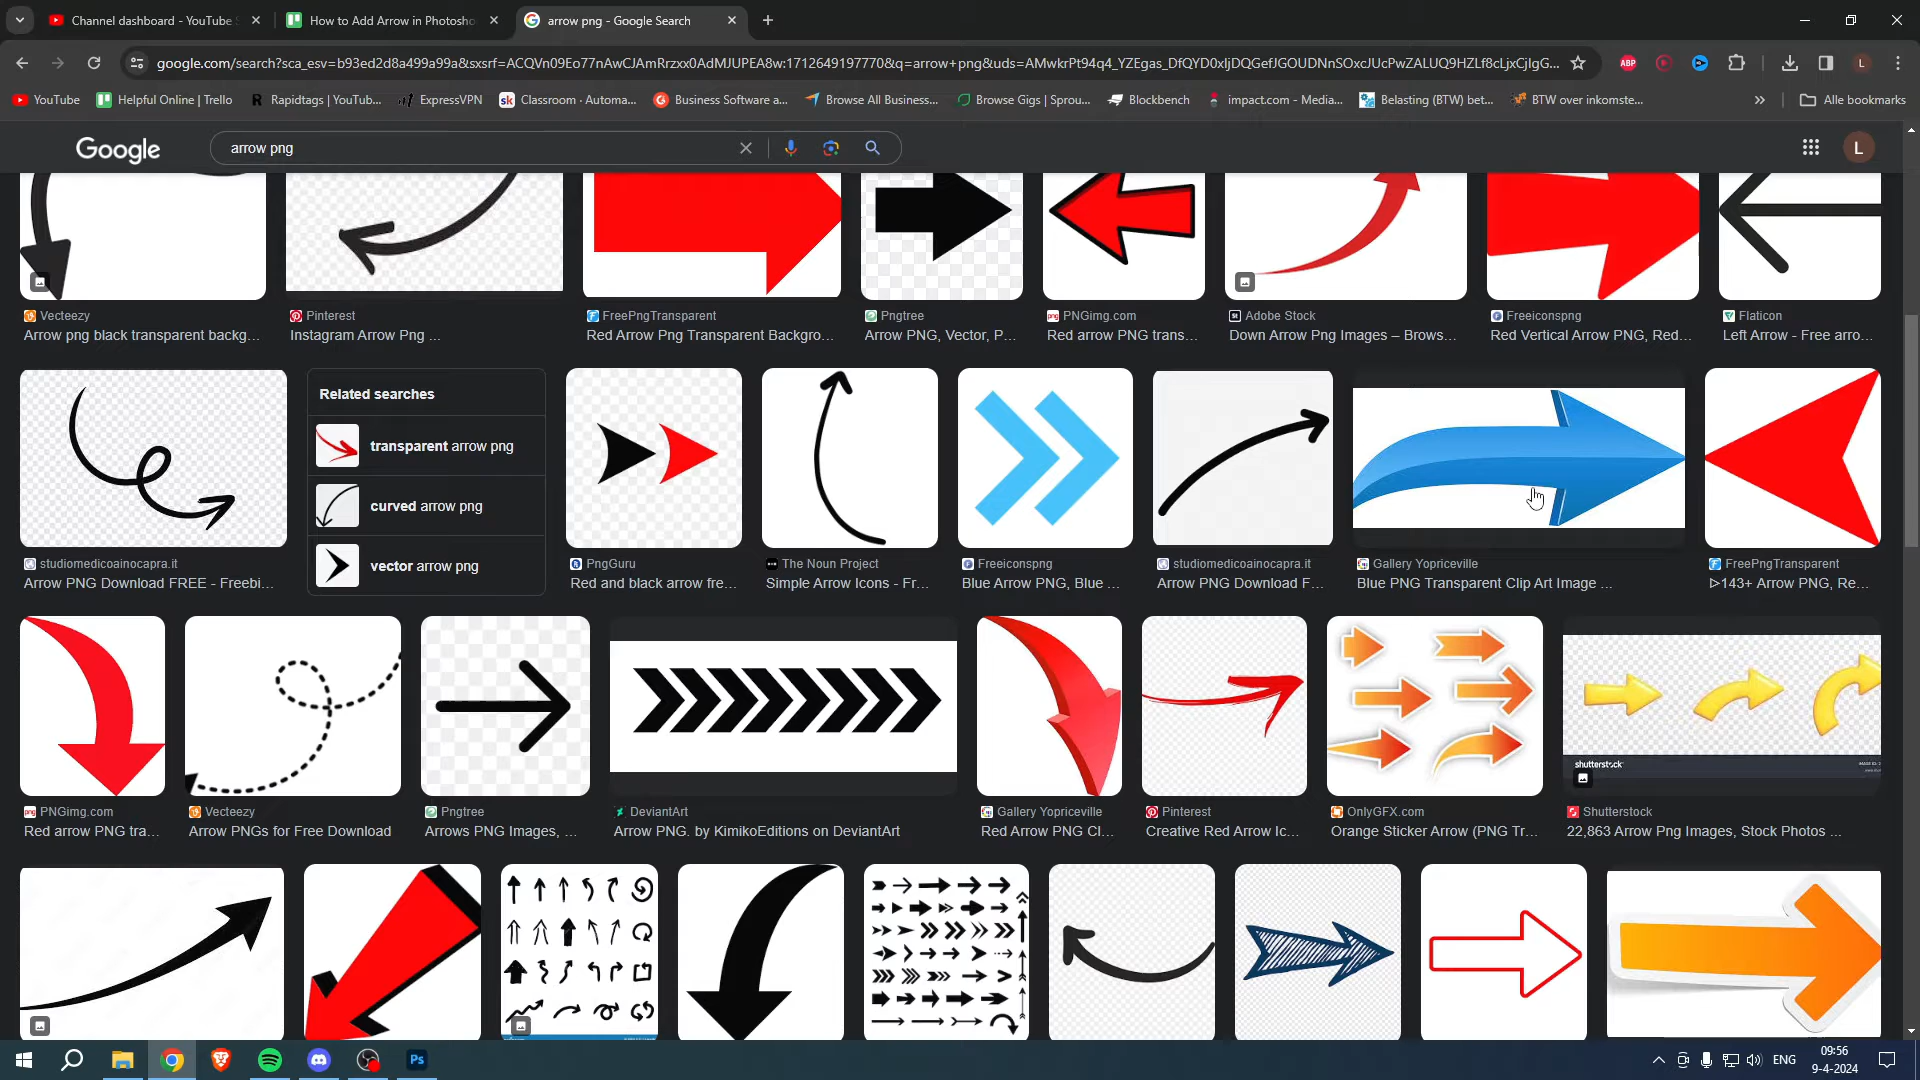 Channel dashboard - YouTube S
How to Add Arrow in Photosho
arrow png - Google Search
google.com/search?sca_esv=b93ed2d8a499a99a&sxsrf=ACQVn09Eo77nAwCJAmRrzxx0AdMJUPEA8w:1712649197770&q=arrow+png&uds=AMwkrPt94q4_YZEgas_DfQYD0xIjDQGefJGOUDNnSOxcJUcPwZALUQ9HZLf8cLjxCjIgG...
ABP
L
YouTube
Helpful Online | Trello
Rapidtags | YouTub...
ExpressVPN
Classroom - Automa...
Business Software a...
Browse All Business...
Browse Gigs | Sprou...
Blockbench
impact.com - Media...
Belasting (BTW) bet...
BTW over inkomste...
Alle bookmarks
Google
arrow png
L
Vecteezy
Arrow png black transparent backg...
Pinterest
Instagram Arrow Png ...
FreePngTransparent
Red Arrow Png Transparent Backgro...
Pngtree
Arrow PNG, Vector, P...
PNGimg.com
Red arrow PNG trans...
Adobe Stock
Down Arrow Png Images – Brows...
Freeiconspng
Red Vertical Arrow PNG, Red...
Flaticon
Left Arrow - Free arro...
Related searches
transparent arrow png
curved arrow png
vector arrow png
studiomedicoainocapra.it
Arrow PNG Download FREE - Freebi...
PngGuru
Red and black arrow fre...
The Noun Project
Simple Arrow Icons - Fr...
Freeiconspng
Blue Arrow PNG, Blue ...
studiomedicoainocapra.it
Arrow PNG Download F...
Gallery Yopriceville
Blue PNG Transparent Clip Art Image ...
FreePngTransparent
▷143+ Arrow PNG, Re...
shutterstock
PNGimg.com
Red arrow PNG tra...
Vecteezy
Arrow PNGs for Free Download
Pngtree
Arrows PNG Images, ...
DeviantArt
Arrow PNG. by KimikoEditions on DeviantArt
Gallery Yopriceville
Red Arrow PNG Cl...
Pinterest
Creative Red Arrow Ic...
OnlyGFX.com
Orange Sticker Arrow (PNG Tr...
Shutterstock
22,863 Arrow Png Images, Stock Photos ...
Ps
ENG
09:56
9-4-2024